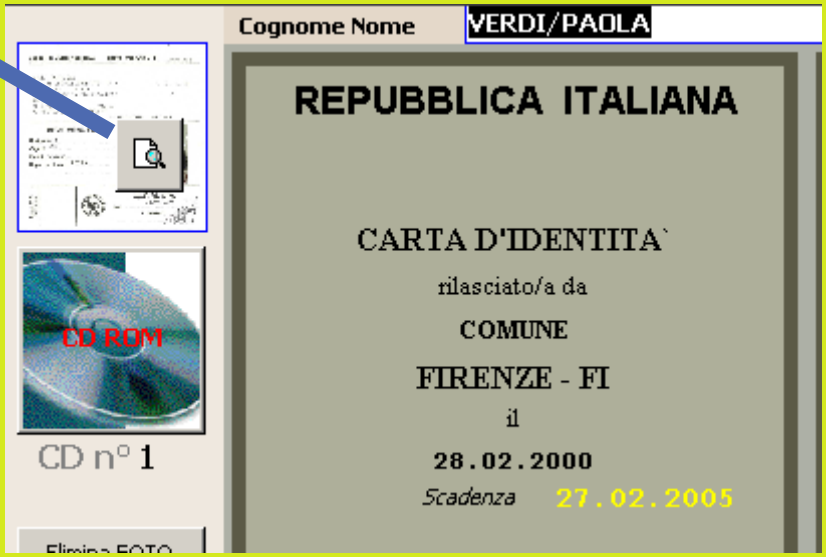 Cognome Nome VERDI/PAOLA
REPUBBLICA ITALIANA
CARTA D'IDENTITA`
rilasciato/a da
COMUNE
FIRENZE - FI
il
28.02.2000
Scadenza 27.02.2005
CD ROM
CD n° 1
Elimina FOTO